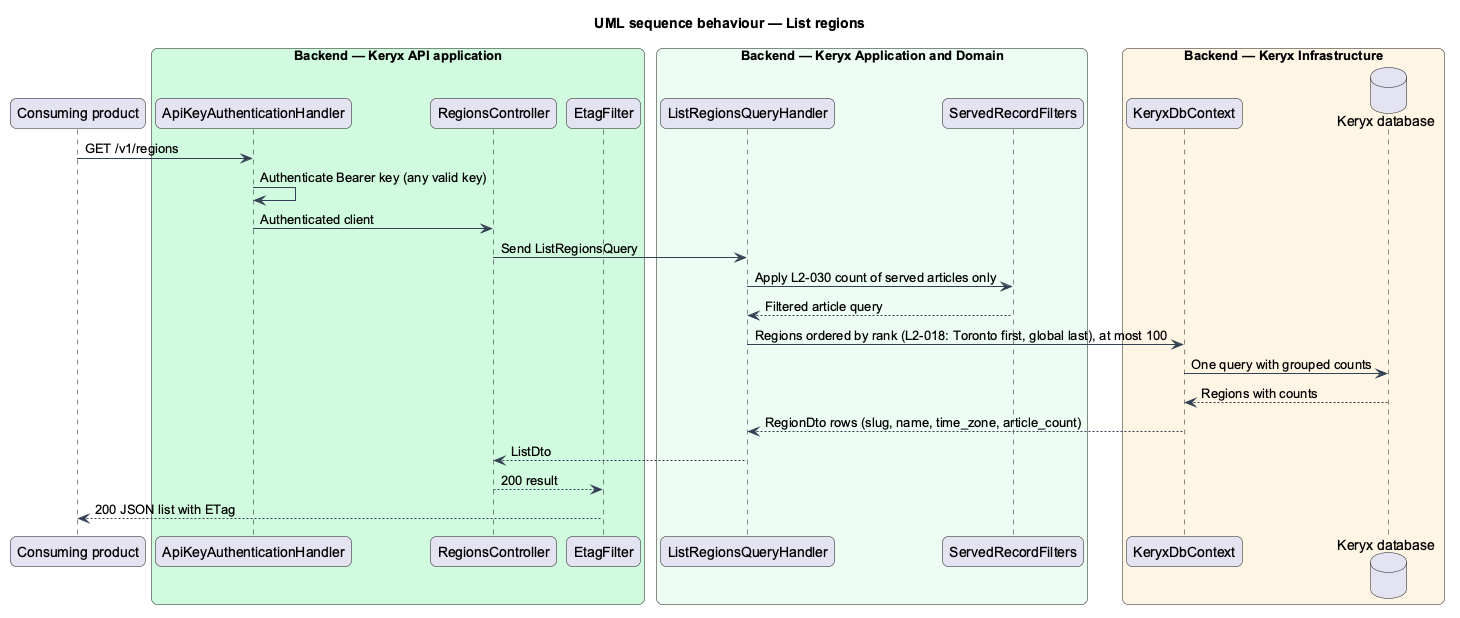 UML sequence behaviour — List regions
Backend — Keryx API application
Backend — Keryx Application and Domain
Backend — Keryx Infrastructure
Consuming product
ApiKeyAuthenticationHandler
RegionsController
EtagFilter
ListRegionsQueryHandler
ServedRecordFilters
KeryxDbContext
Keryx database
GET /v1/regions
Authenticate Bearer key (any valid key)
Authenticated client
Send ListRegionsQuery
Apply L2-030 count of served articles only
Filtered article query
Regions ordered by rank (L2-018: Toronto first, global last), at most 100
One query with grouped counts
Regions with counts
RegionDto rows (slug, name, time_zone, article_count)
ListDto
200 result
200 JSON list with ETag
Consuming product
ApiKeyAuthenticationHandler
RegionsController
EtagFilter
ListRegionsQueryHandler
ServedRecordFilters
KeryxDbContext
Keryx database